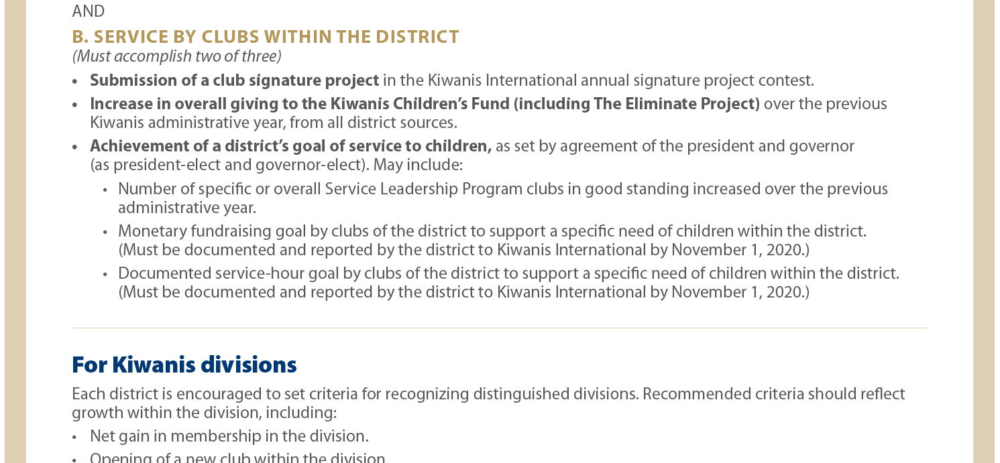 AND
B. SERVICE BY CLUBS WITHIN THE DISTRICT
(Must accomplish two of three)
• Submission of a club signature project in the Kiwanis International annual signature project contest.
• Increase in overall giving to the Kiwanis Children’s Fund (including The Eliminate Project) over the previous
Kiwanis administrative year, from all district sources.
• Achievement of a district’s goal of service to children, as set by agreement of the president and governor
(as president-elect and governor-elect). May include:
• Number of specific or overall Service Leadership Program clubs in good standing increased over the previous
administrative year.
• Monetary fundraising goal by clubs of the district to support a specific need of children within the district.
(Must be documented and reported by the district to Kiwanis International by November 1, 2020.)
• Documented service-hour goal by clubs of the district to support a specific need of children within the district.
(Must be documented and reported by the district to Kiwanis International by November 1, 2020.)
For Kiwanis divisions
Each district is encouraged to set criteria for recognizing distinguished divisions. Recommended criteria should reflect
growth within the division, including:
• Net gain in membership in the division.
• Opening of a new club within the division.